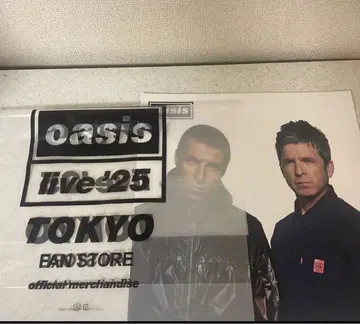 oasis
live '25
TOKYO
FAN STORE
official merchandise
oasis